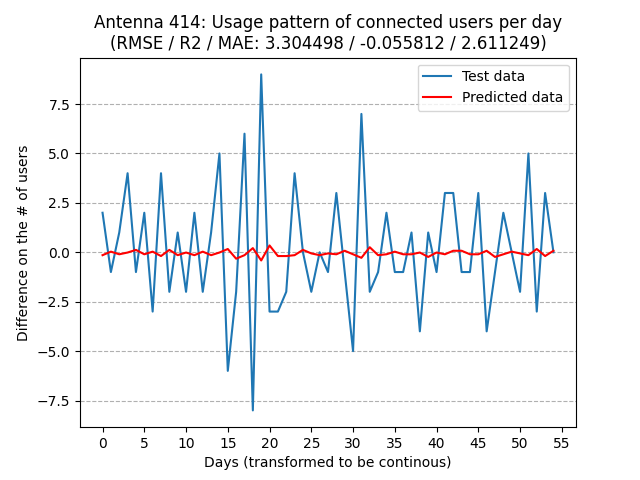 Antenna 414: Usage pattern of connected users per day
(RMSE / R2 / MAE: 3.304498 / -0.055812 / 2.611249)
Test data
Predicted data
7.5
5.0
2.5
0.0
−2.5
−5.0
−7.5
Difference on the # of users
0 5 10 15 20 25 30 35 40 45 50 55
Days (transformed to be continous)